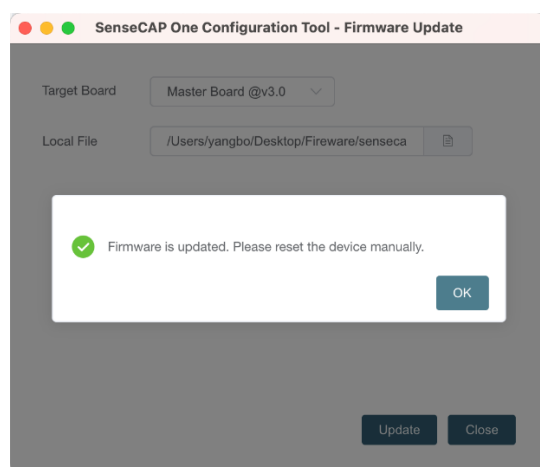 SenseCAP One Configuration Tool - Firmware Update
Target Board
Master Board @v3.0
Local File
/Users/yangbo/Desktop/Fireware/senseca
Firmware is updated. Please reset the device manually.
OK
Update
Close